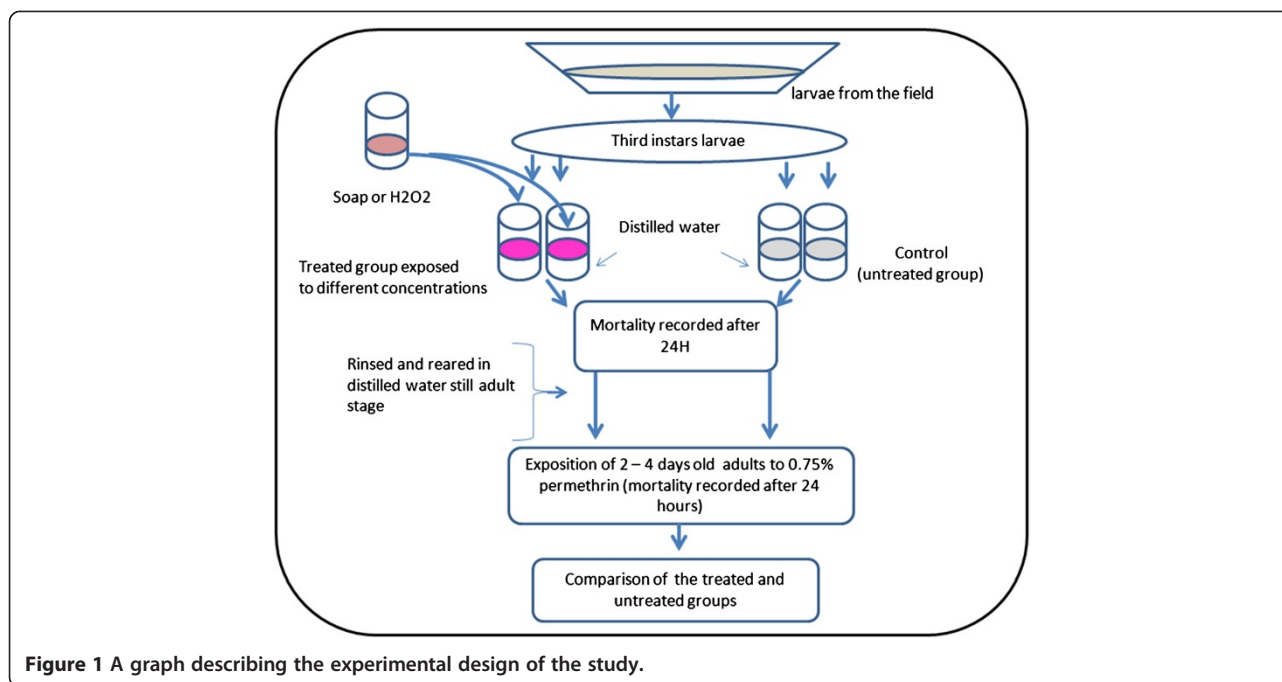 larvae from the field
Third instars larvae
Soap or H2O2
Distilled water
Treated group exposed
to different concentrations
Control
(untreated group)
Mortality recorded after
24H
Rinsed and reared in
distilled water still adult
stage
Exposition of 2 – 4 days old adults to 0.75%
permethrin (mortality recorded after 24
hours)
Comparison of the treated and
untreated groups
Figure 1 A graph describing the experimental design of the study.